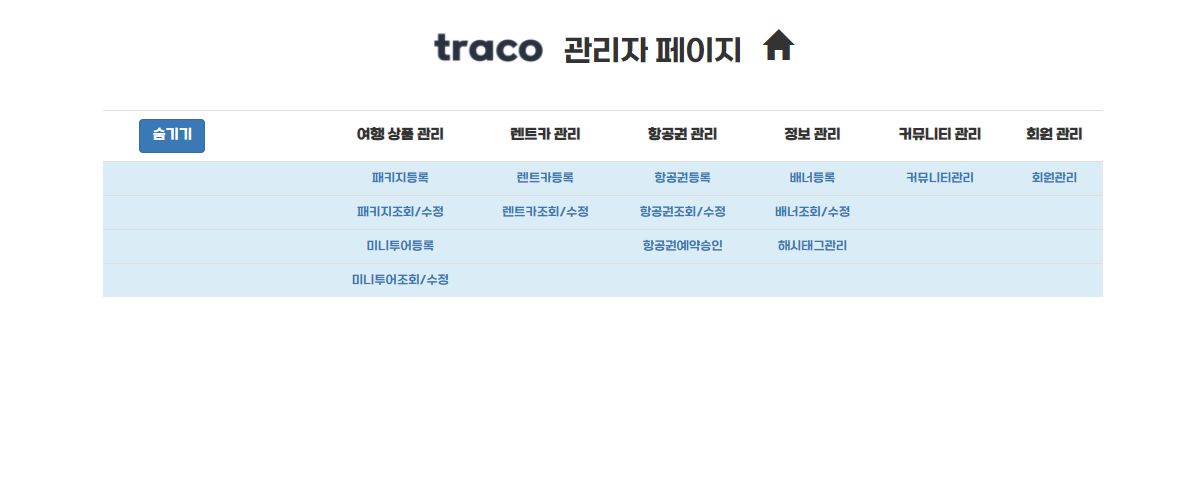 traco 관리자 페이지
숨기기 여행 상품 관리 렌트카 관리 항공권 관리 정보 관리 커뮤니티 관리 회원 관리
패키지등록 렌트카등록 항공권등록 배너등록 커뮤니티관리 회원관리
패키지조회/수정 렌트카조회/수정 항공권조회/수정 배너조회/수정
미니투어등록 항공권예약승인 해시태그관리
미니투어조회/수정